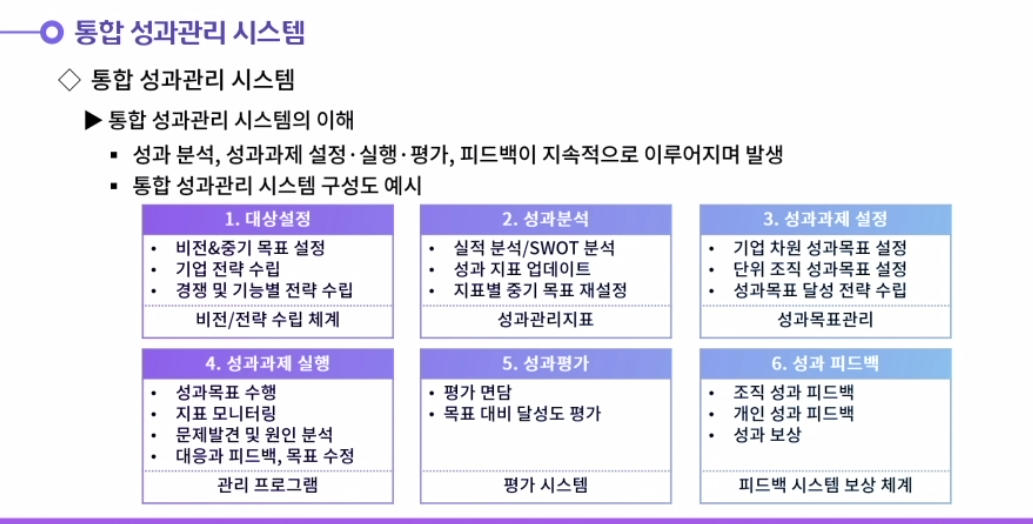 통합 성과관리 시스템
◇ 통합 성과관리 시스템
▶ 통합 성과관리 시스템의 이해
▪ 성과 분석, 성과과제 설정·실행·평가, 피드백이 지속적으로 이루어지며 발생
▪ 통합 성과관리 시스템 구성도 예시
1. 대상설정
• 비전&중기 목표 설정
• 기업 전략 수립
• 경쟁 및 기능별 전략 수립
비전/전략 수립 체계
2. 성과분석
• 실적 분석/SWOT 분석
• 성과 지표 업데이트
• 지표별 중기 목표 재설정
성과관리지표
3. 성과과제 설정
• 기업 차원 성과목표 설정
• 단위 조직 성과목표 설정
• 성과목표 달성 전략 수립
성과목표관리
4. 성과과제 실행
• 성과목표 수행
• 지표 모니터링
• 문제발견 및 원인 분석
• 대응과 피드백, 목표 수정
관리 프로그램
5. 성과평가
• 평가 면담
• 목표 대비 달성도 평가
평가 시스템
6. 성과 피드백
• 조직 성과 피드백
• 개인 성과 피드백
• 성과 보상
피드백 시스템 보상 체계